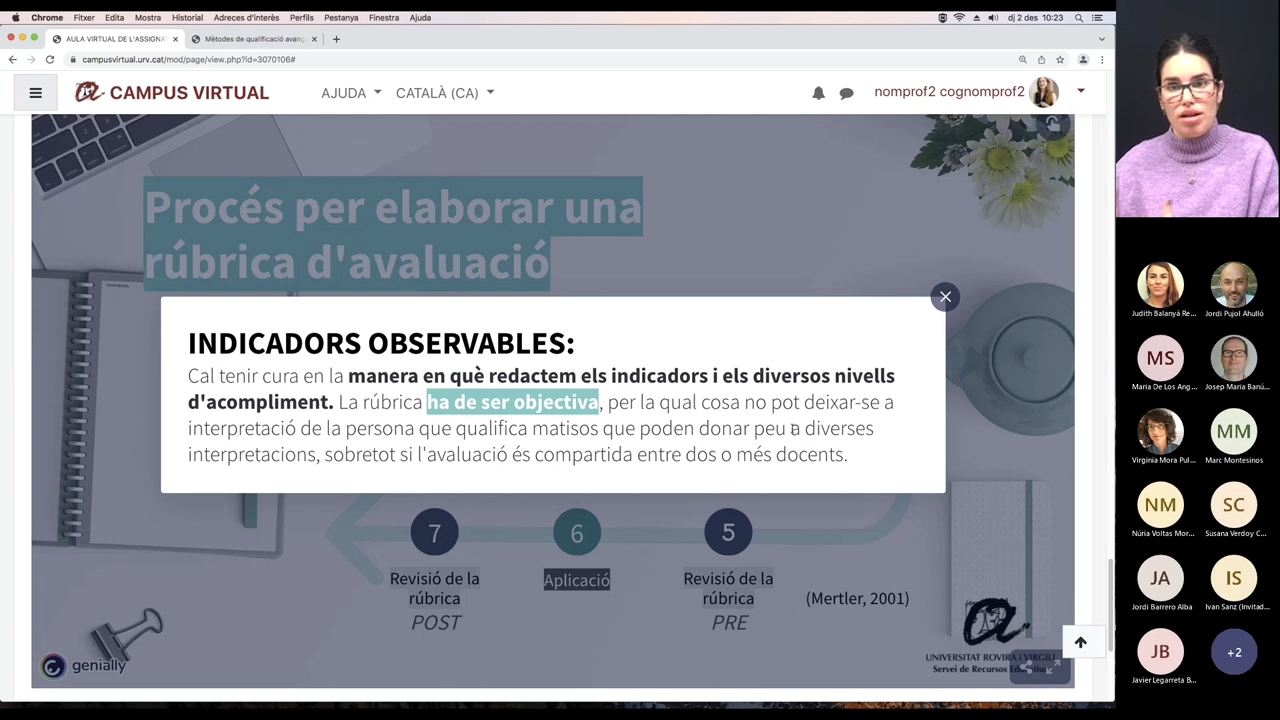 Chrome Fitxer Edita Mostra Historial Adreces d'interès Perfils Pestanya Finestra Ajuda
dj 2 des 10:23
AULA VIRTUAL DE L'ASSIGNA
Mètodes de qualificació avanç
campusvirtual.urv.cat/mod/page/view.php?id=3070106#
CAMPUS VIRTUAL
AJUDA
CATALÀ (CA)
nomprof2 cognomprof2
Procés per elaborar una
rúbrica d'avaluació
INDICADORS OBSERVABLES:
Cal tenir cura en la manera en què redactem els indicadors i els diversos nivells
d'acompliment. La rúbrica ha de ser objectiva, per la qual cosa no pot deixar-se a
interpretació de la persona que qualifica matisos que poden donar peu a diverses
interpretacions, sobretot si l'avaluació és compartida entre dos o més docents.
7
6
5
Revisió de la
rúbrica
POST
Aplicació
Revisió de la
rúbrica
PRE
(Mertler, 2001)
genially
UNIVERSITAT ROVIRA i VIRGILI
Servei de Recursos
Judith Balanyà Re...
Jordi Pujol Ahulló
MS
Maria De Los Ang...
Josep Maria Banú...
Virginia Mora Pul...
MM
Marc Montesinos
NM
Núria Voltas Mor...
SC
Susana Verdoy C...
JA
Jordi Barrero Alba
IS
Ivan Sanz (Invitad...
JB
Javier Legarreta B...
+2